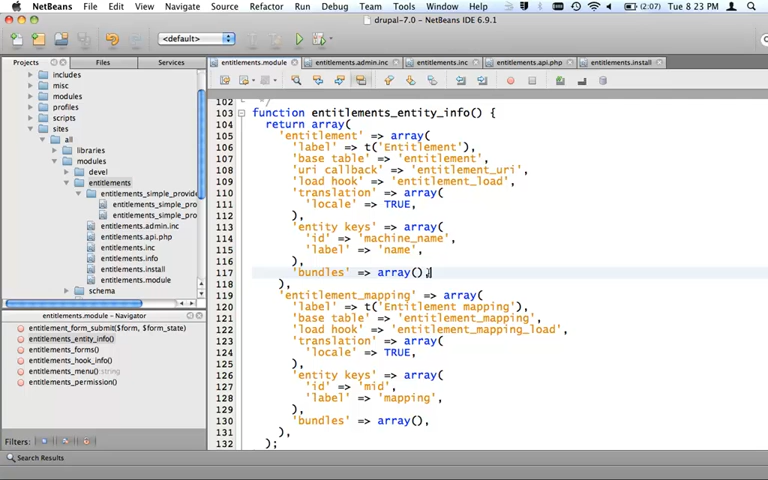 NetBeans File Edit View Navigate Source Refactor Run Debug Team Tools Window Help (2:07) Tue 8:23 PM
drupal-7.0 - NetBeans IDE 6.9.1
<default>
Projects Files Services
entitlements.module entitlements.admin.inc entitlements.inc entitlements.api.php entitlements.install
includes
misc
modules
profiles
scripts
sites
all
libraries
modules
devel
entitlements
entitlements_simple_provide
entitlements_simple_pro
entitlements_simple_pro
entitlements.admin.inc
entitlements.api.php
entitlements.inc
entitlements.info
entitlements.install
entitlements.module
schema
102 */
103 function entitlements_entity_info() {
104 return array(
105 'entitlement' => array(
106 'label' => t('Entitlement'),
107 'base table' => 'entitlement',
108 'uri callback' => 'entitlement_uri',
109 'load hook' => 'entitlement_load',
110 'translation' => array(
111 'locale' => TRUE,
112 ),
113 'entity keys' => array(
114 'id' => 'machine_name',
115 'label' => 'name',
116 ),
117 'bundles' => array(),
118 ),
119 'entitlement_mapping' => array(
120 'label' => t('Entitlement mapping'),
121 'base table' => 'entitlement_mapping',
122 'load hook' => 'entitlement_mapping_load',
123 'translation' => array(
124 'locale' => TRUE,
125 ),
126 'entity keys' => array(
127 'id' => 'mid',
128 'label' => 'mapping',
129 ),
130 'bundles' => array(),
131 ),
132 );
entitlements.module - Navigator
entitlement_form_submit($form, $form_state)
entitlements_entity_info()
entitlements_forms()
entitlements_hook_info()
entitlements_menu():string
entitlements_permission()
Filters:
Search Results